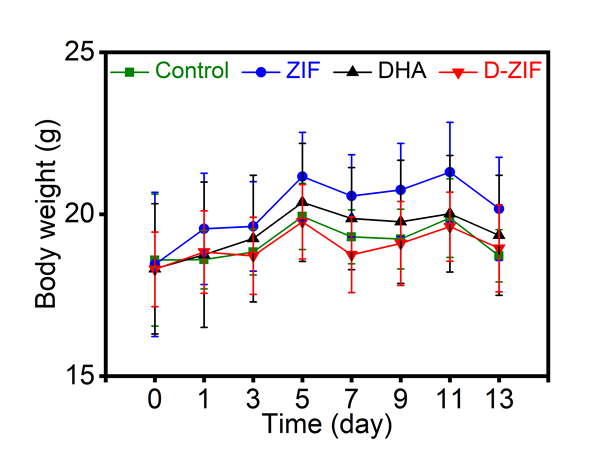 25
Control ZIF DHA D-ZIF
20
15
Body weight (g)
0 1 3 5 7 9 11 13
Time (day)